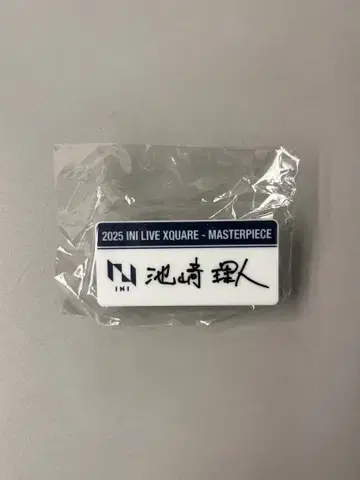 2025 INI LIVE XQUARE - MASTERPIECE
INI
池﨑理人